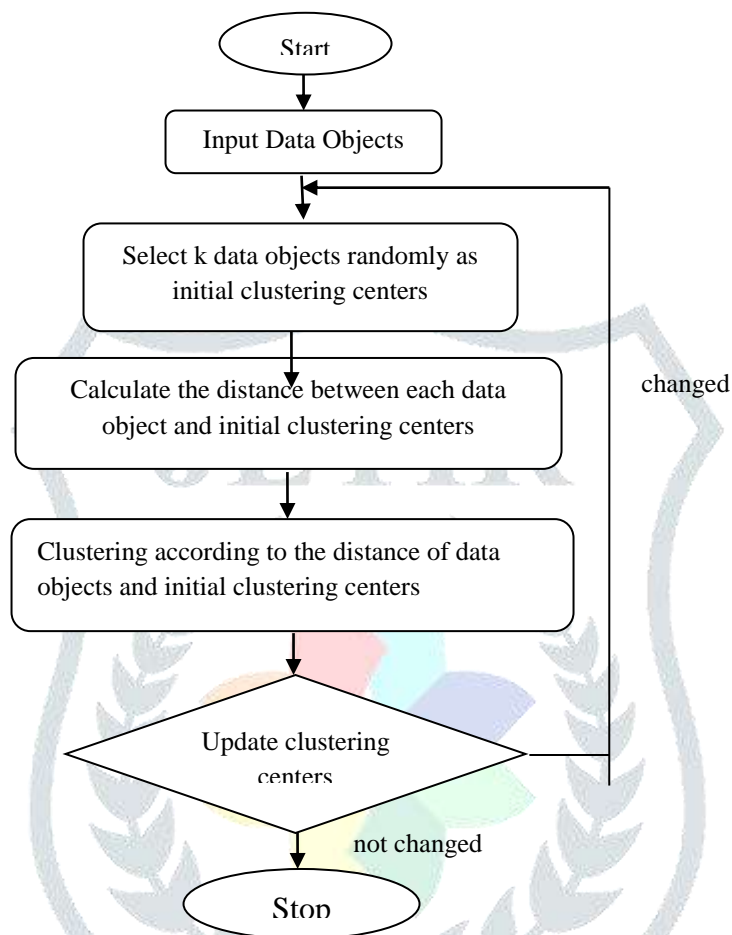 Start
Input Data Objects
Select k data objects randomly as
initial clustering centers
Calculate the distance between each data
object and initial clustering centers
changed
Clustering according to the distance of data
objects and initial clustering centers
Update clustering
centers
not changed
Stop